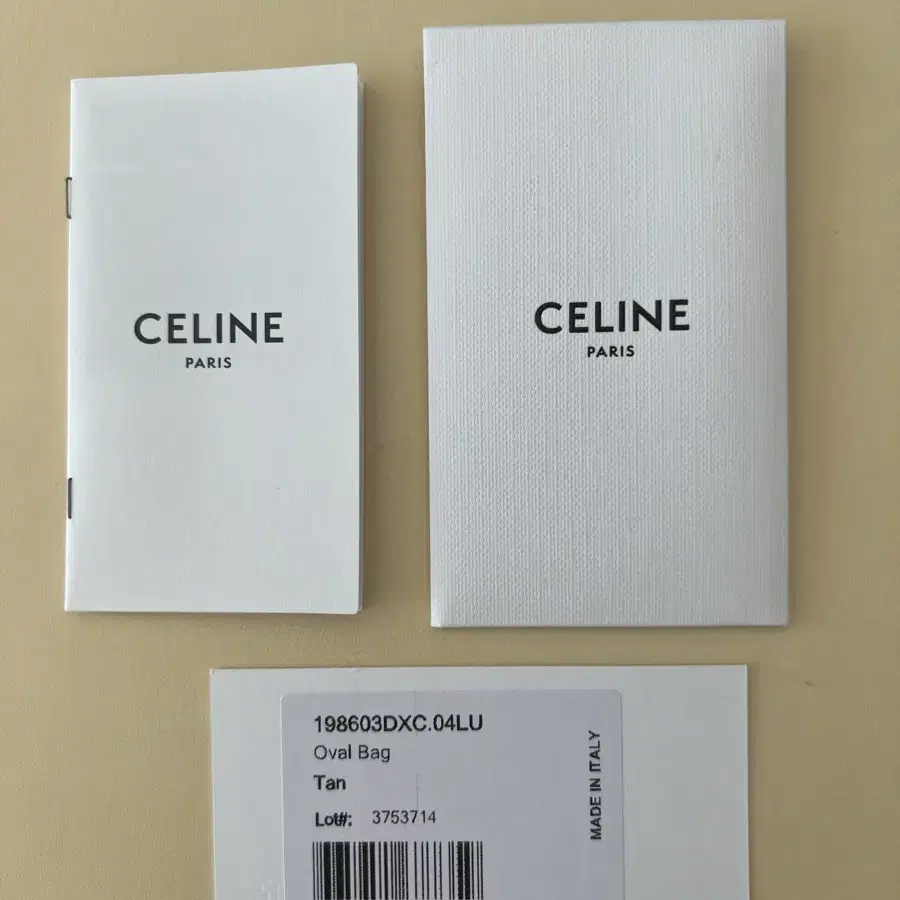 CELINE
PARIS
CELINE
PARIS
198603DXC.04LU
Oval Bag
Tan
Lot#: 3753714
MADE IN ITALY